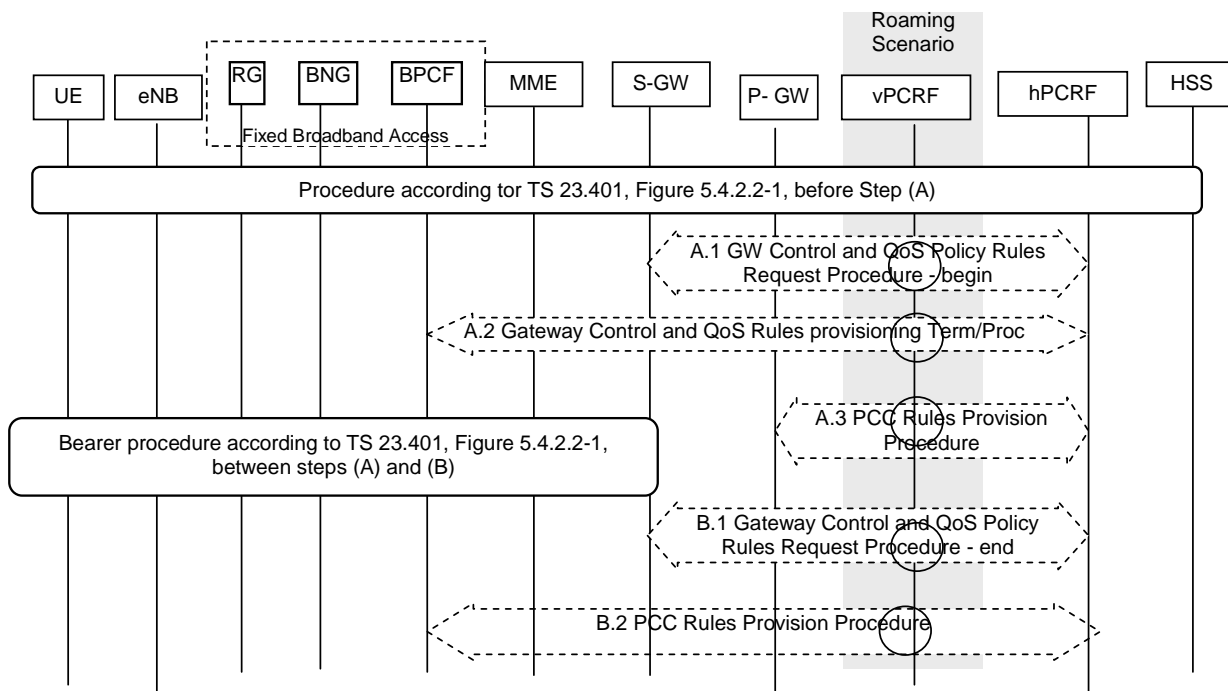 Roaming
Scenario
UE
eNB
RG
BNG
BPCF
MME
S-GW
P- GW
vPCRF
hPCRF
HSS
Fixed Broadband Access
Procedure according tor TS 23.401, Figure 5.4.2.2-1, before Step (A)
A.1 GW Control and QoS Policy Rules
Request Procedure - begin
A.2 Gateway Control and QoS Rules provisioning Term/Proc
A.3 PCC Rules Provision
Procedure
Bearer procedure according to TS 23.401, Figure 5.4.2.2-1,
between steps (A) and (B)
B.1 Gateway Control and QoS Policy
Rules Request Procedure - end
B.2 PCC Rules Provision Procedure